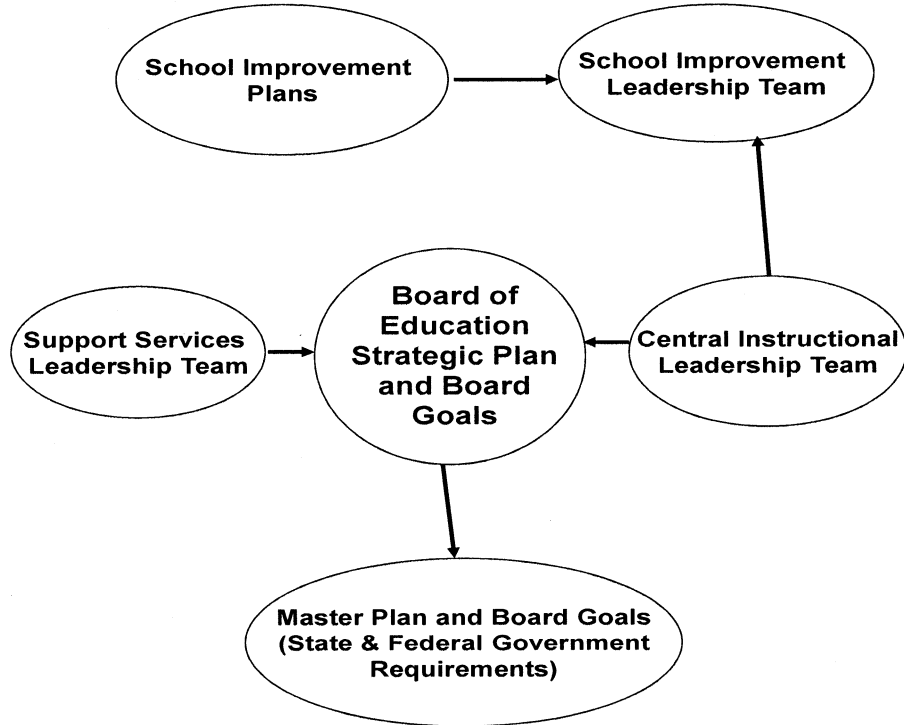 School Improvement
Plans
School Improvement
Leadership Team
Board of
Education
Strategic Plan
and Board
Goals
Support Services
Leadership Team
Central Instructional
Leadership Team
Master Plan and Board Goals
(State & Federal Government
Requirements)